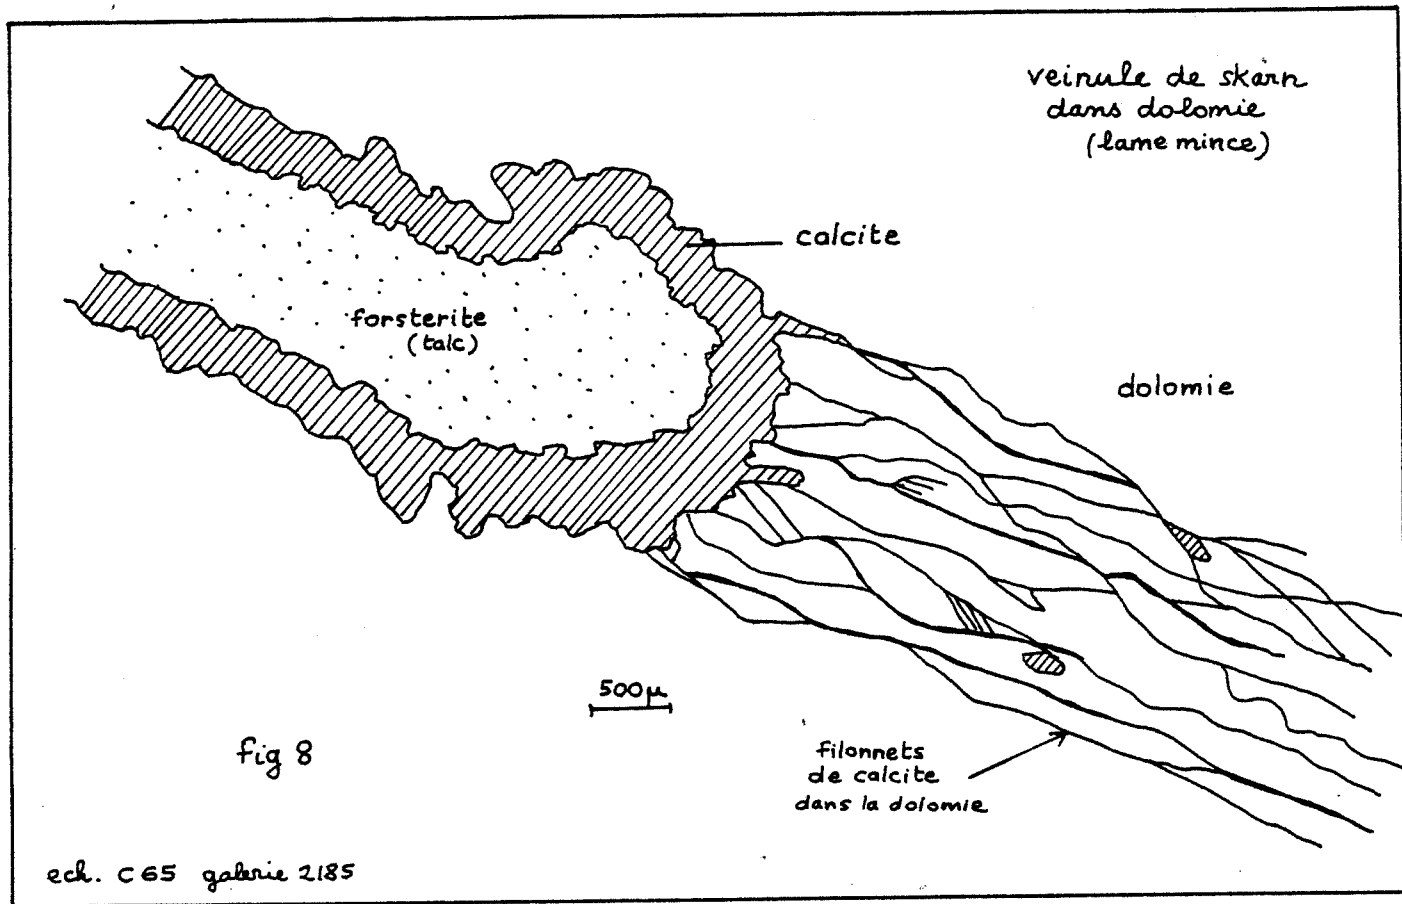 veinule de skarn
dans dolomie
(lame mince)
calcite
forsterite
(talc)
dolomie
500µ
fig 8
filonnets
de calcite
dans la dolomie
ech. C65 galerie 2185